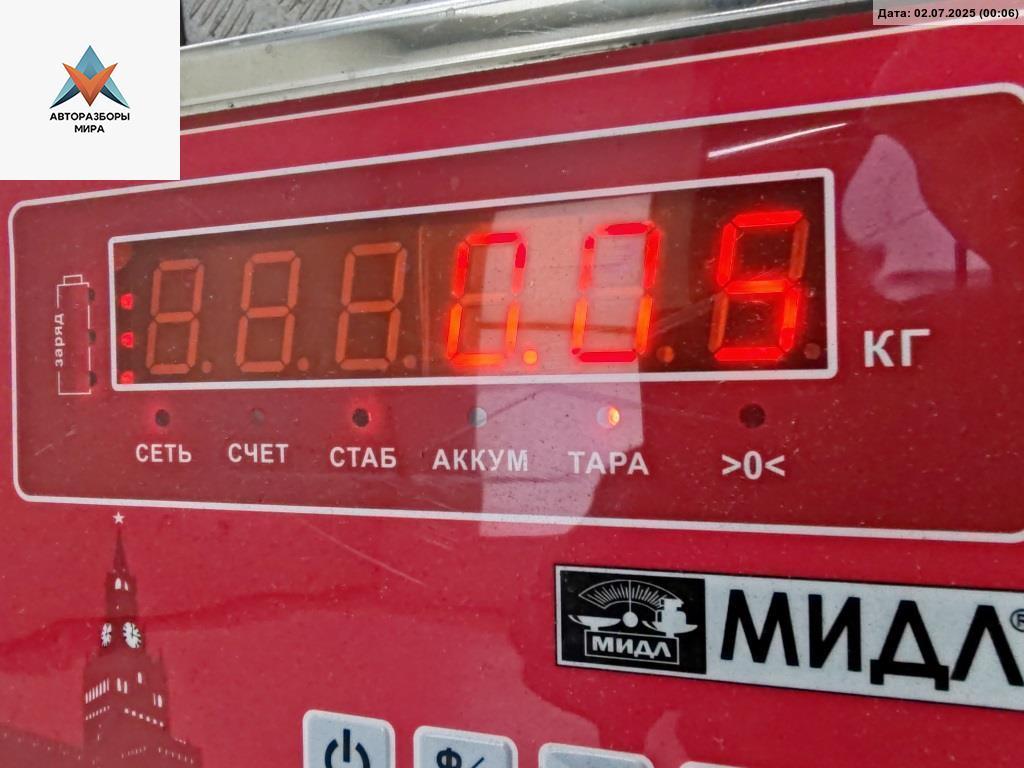 Дата: 02.07.2025 (00:06)
АВТОРАЗБОРЫ
МИРА
0.05
КГ
заряд
СЕТЬ СЧЕТ СТАБ АККУМ ТАРА >0<
МИДЛ
МИДЛ®